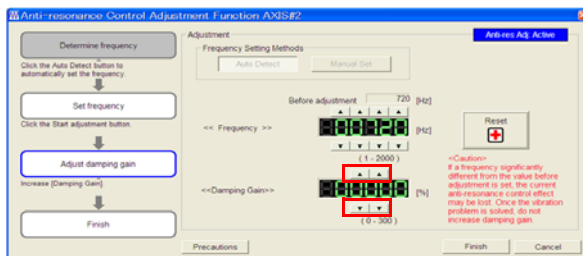 Anti-resonance Control Adjustment Function AXIS#2
Determine frequency
Click the Auto Detect button to
automatically set the frequency.
Set frequency
Click the Start adjustment button.
Adjust damping gain
Increase [Damping Gain]
Finish
Adjustment
Anti-res Adj: Active
Frequency Setting Methods
Auto Detect
Manual Set
Before adjustment 720 [Hz]
<< Frequency >>
[Hz]
(1 - 2000)
<<Damping Gain>>
[%]
(0 - 300)
Reset
<Caution>
If a frequency significantly
different from the value before
adjustment is set, the current
anti-resonance control effect
may be lost. Once the vibration
problem is solved, do not
increase damping gain.
Precautions
Finish
Cancel